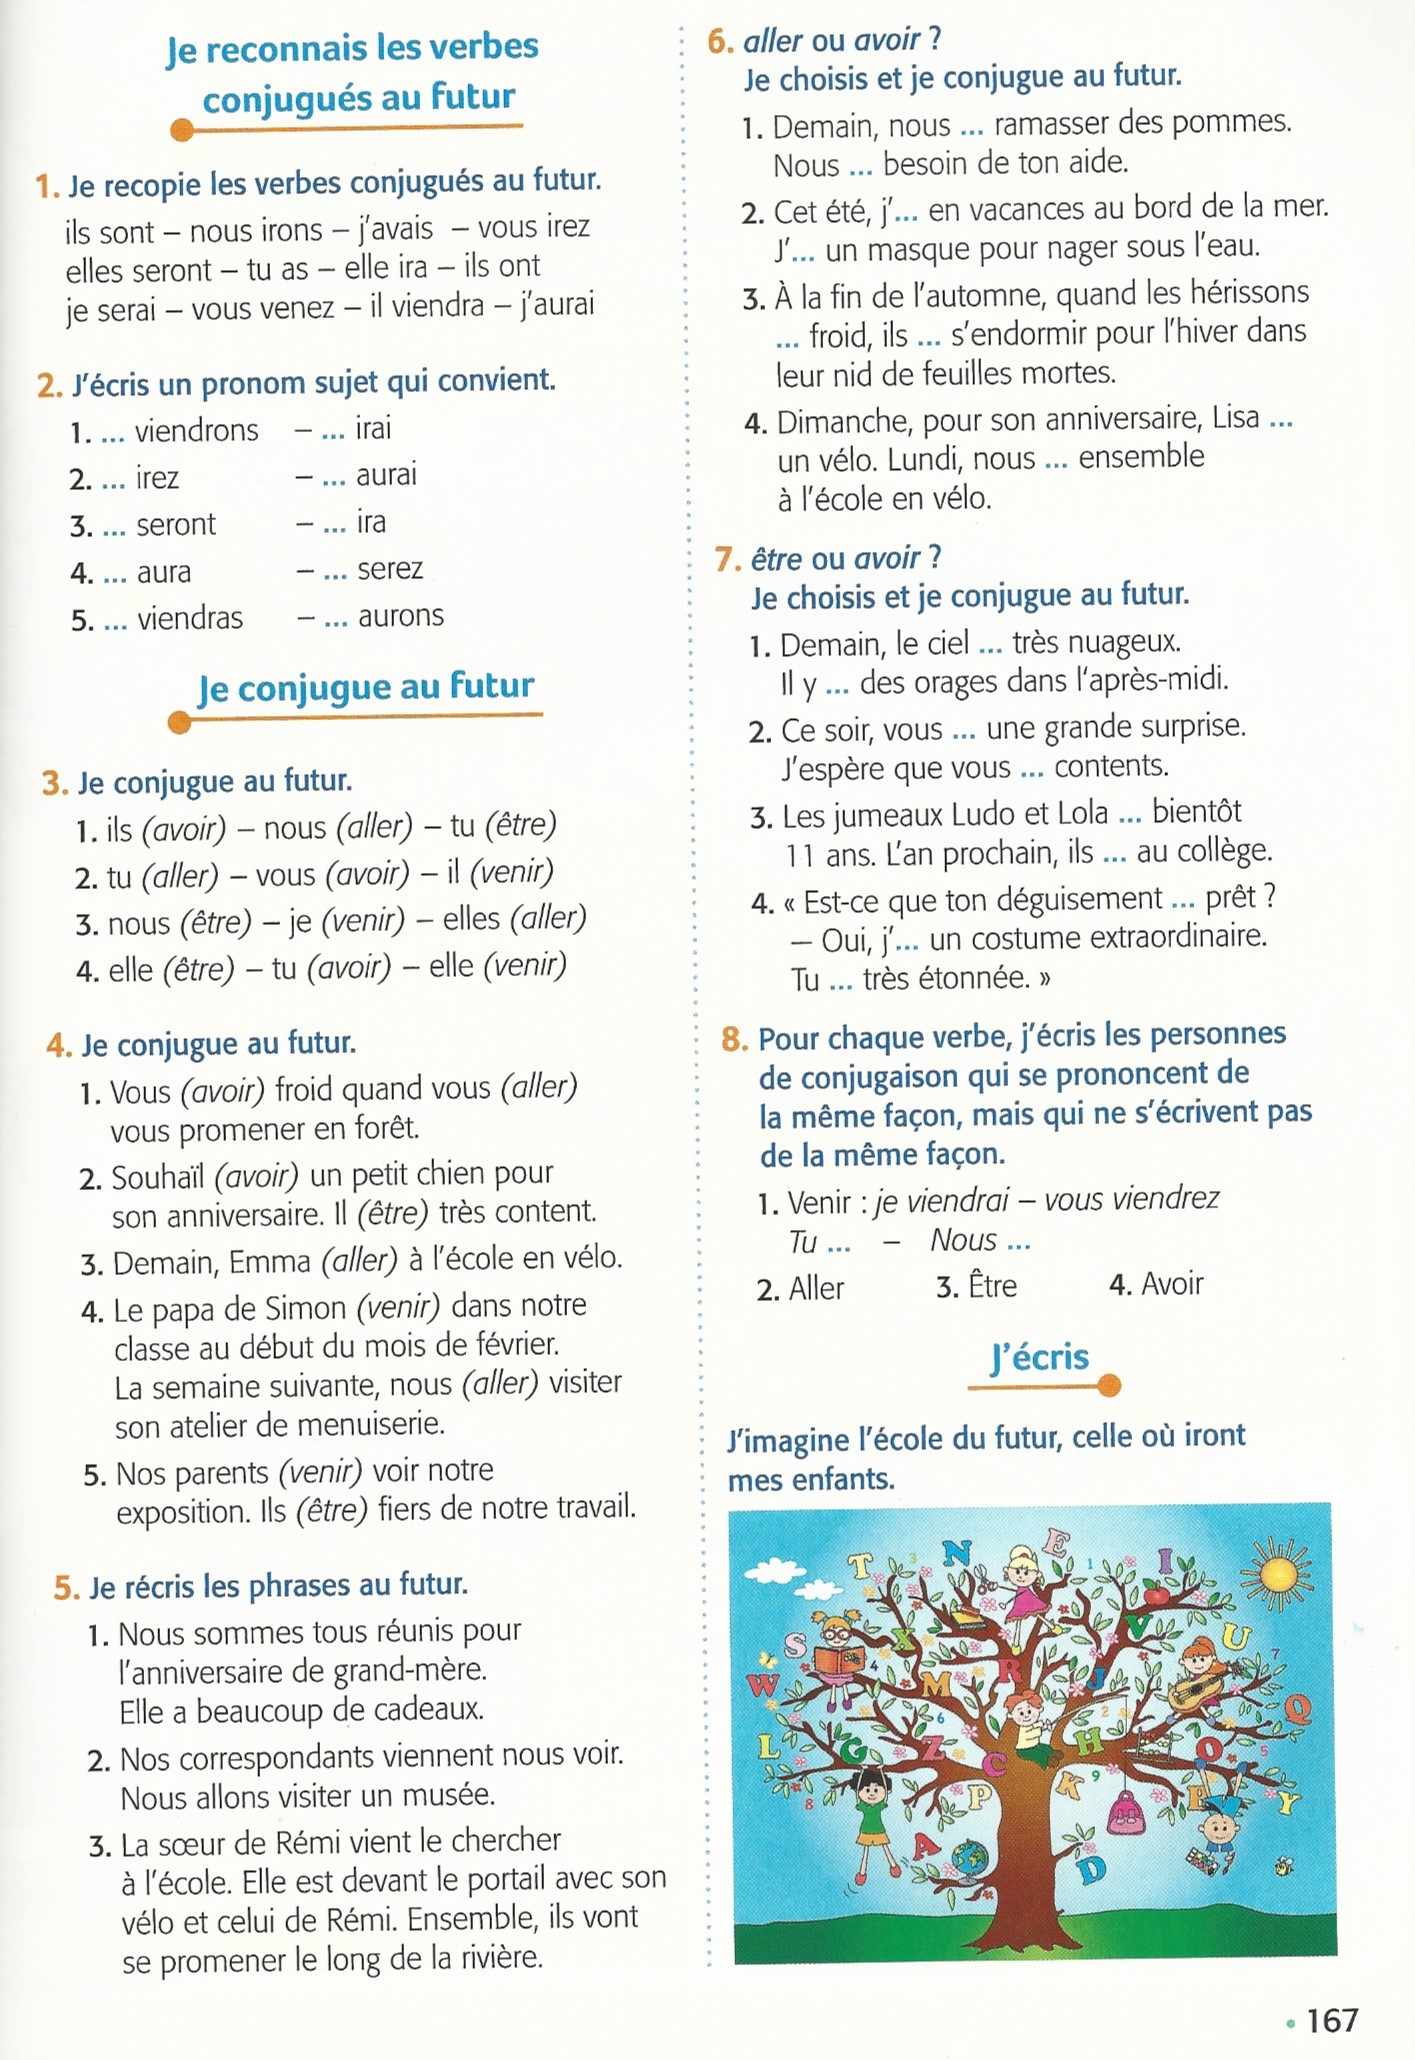 Je reconnais les verbes
conjugués au futur
1. Je recopie les verbes conjugués au futur.
ils sont – nous irons – j'avais – vous irez
elles seront – tu as – elle ira – ils ont
je serai – vous venez – il viendra – j'aurai
2. J'écris un pronom sujet qui convient.
1. ... viendrons – ... irai
2. ... irez – ... aurai
3. ... seront – ... ira
4. ... aura – ... serez
5. ... viendras – ... aurons
Je conjugue au futur
3. Je conjugue au futur.
1. ils (avoir) – nous (aller) – tu (être)
2. tu (aller) – vous (avoir) – il (venir)
3. nous (être) – je (venir) – elles (aller)
4. elle (être) – tu (avoir) – elle (venir)
4. Je conjugue au futur.
1. Vous (avoir) froid quand vous (aller)
vous promener en forêt.
2. Souhaïl (avoir) un petit chien pour
son anniversaire. Il (être) très content.
3. Demain, Emma (aller) à l'école en vélo.
4. Le papa de Simon (venir) dans notre
classe au début du mois de février.
La semaine suivante, nous (aller) visiter
son atelier de menuiserie.
5. Nos parents (venir) voir notre
exposition. Ils (être) fiers de notre travail.
5. Je récris les phrases au futur.
1. Nous sommes tous réunis pour
l'anniversaire de grand-mère.
Elle a beaucoup de cadeaux.
2. Nos correspondants viennent nous voir.
Nous allons visiter un musée.
3. La sœur de Rémi vient le chercher
à l'école. Elle est devant le portail avec son
vélo et celui de Rémi. Ensemble, ils vont
se promener le long de la rivière.
6. aller ou avoir ?
Je choisis et je conjugue au futur.
1. Demain, nous ... ramasser des pommes.
Nous ... besoin de ton aide.
2. Cet été, j'... en vacances au bord de la mer.
J'... un masque pour nager sous l'eau.
3. À la fin de l'automne, quand les hérissons
... froid, ils ... s'endormir pour l'hiver dans
leur nid de feuilles mortes.
4. Dimanche, pour son anniversaire, Lisa ...
un vélo. Lundi, nous ... ensemble
à l'école en vélo.
7. être ou avoir ?
Je choisis et je conjugue au futur.
1. Demain, le ciel ... très nuageux.
Il y ... des orages dans l'après-midi.
2. Ce soir, vous ... une grande surprise.
J'espère que vous ... contents.
3. Les jumeaux Ludo et Lola ... bientôt
11 ans. L'an prochain, ils ... au collège.
4. « Est-ce que ton déguisement ... prêt ?
– Oui, j'... un costume extraordinaire.
Tu ... très étonnée. »
8. Pour chaque verbe, j'écris les personnes
de conjugaison qui se prononcent de
la même façon, mais qui ne s'écrivent pas
de la même façon.
1. Venir : je viendrai – vous viendrez
Tu ... – Nous ...
2. Aller 3. Être 4. Avoir
J'écris
J'imagine l'école du futur, celle où iront
mes enfants.
T 3 N E 1 I
S X 4 V U 7
W M R J Q
L G 6 Z C 2 H O 5
8 P K 9 B Y
A D
• 167